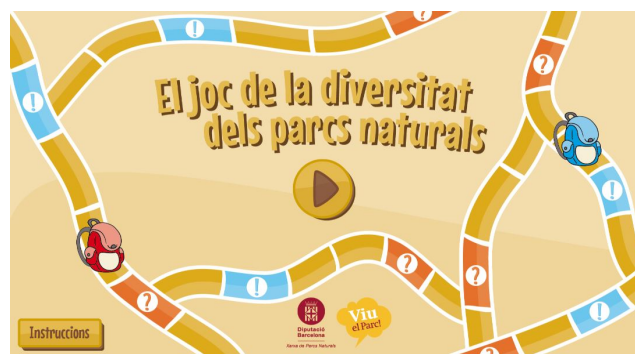 !
!
?
?
El joc de la diversitat
dels parcs naturals
!
?
!
?
?
!
Instruccions
Diputació
Barcelona
Xarxa de Parcs Naturals
Viu
el Parc!